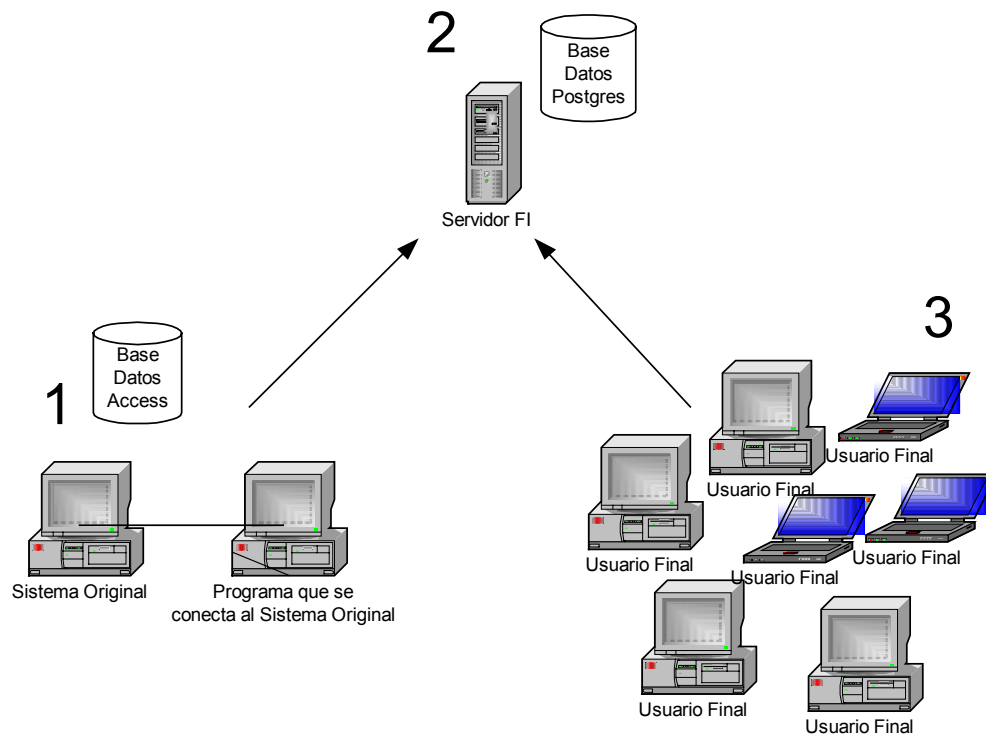 2
Base
Datos
Postgres
Servidor FI
1
Base
Datos
Access
Sistema Original
Programa que se
conecta al Sistema Original
3
Usuario Final
Usuario Final
Usuario Final
Usuario Final
Usuario Final
Usuario Final
Usuario Final